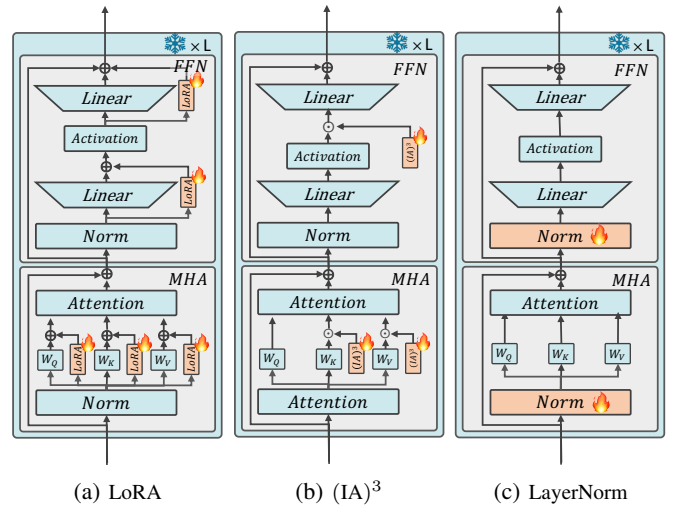 × L
FFN
Linear
LoRA
Activation
Linear
LoRA
Norm
MHA
Attention
W_Q
LoRA
W_K
LoRA
W_V
LoRA
Norm
(a) LoRA
× L
FFN
Linear
Activation
(IA)³
Linear
Norm
MHA
Attention
W_Q
W_K
(IA)³
W_V
(IA)³
Attention
(b) (IA)³
× L
FFN
Linear
Activation
Linear
Norm
MHA
Attention
W_Q
W_K
W_V
Norm
(c) LayerNorm